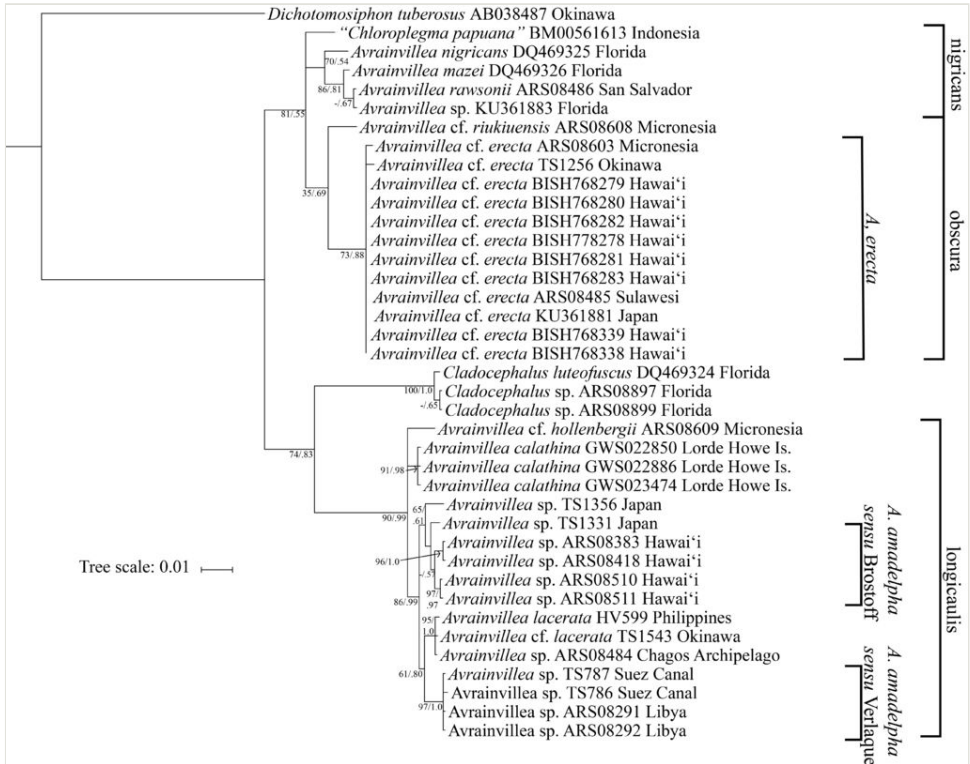 Dichotomosiphon tuberosus AB038487 Okinawa
“Chloroplegma papuana” BM00561613 Indonesia
Avrainvillea nigricans DQ469325 Florida
70/.54
Avrainvillea mazei DQ469326 Florida
86/.81
Avrainvillea rawsonii ARS08486 San Salvador
-/.67
Avrainvillea sp. KU361883 Florida
81/.55
nigricans
Avrainvillea cf. riukiuensis ARS08608 Micronesia
Avrainvillea cf. erecta ARS08603 Micronesia
Avrainvillea cf. erecta TS1256 Okinawa
Avrainvillea cf. erecta BISH768279 Hawai‘i
35/.69
Avrainvillea cf. erecta BISH768280 Hawai‘i
Avrainvillea cf. erecta BISH768282 Hawai‘i
Avrainvillea cf. erecta BISH778278 Hawai‘i
73/.88
Avrainvillea cf. erecta BISH768281 Hawai‘i
Avrainvillea cf. erecta BISH768283 Hawai‘i
Avrainvillea cf. erecta ARS08485 Sulawesi
Avrainvillea cf. erecta KU361881 Japan
Avrainvillea cf. erecta BISH768339 Hawai‘i
Avrainvillea cf. erecta BISH768338 Hawai‘i
A, erecta
obscura
Cladocephalus luteofuscus DQ469324 Florida
100/1.0
Cladocephalus sp. ARS08897 Florida
-/.65
Cladocephalus sp. ARS08899 Florida
74/.83
Avrainvillea cf. hollenbergii ARS08609 Micronesia
Avrainvillea calathina GWS022850 Lorde Howe Is.
91/.98
Avrainvillea calathina GWS022886 Lorde Howe Is.
Avrainvillea calathina GWS023474 Lorde Howe Is.
90/.99
65/
.61
Avrainvillea sp. TS1356 Japan
Avrainvillea sp. TS1331 Japan
Avrainvillea sp. ARS08383 Hawai‘i
96/1.0
Avrainvillea sp. ARS08418 Hawai‘i
-/.57
Avrainvillea sp. ARS08510 Hawai‘i
97/
.97
Avrainvillea sp. ARS08511 Hawai‘i
86/.99
A. amadelpha
sensu Brostoff
Tree scale: 0.01
Avrainvillea lacerata HV599 Philippines
95/
1.0
Avrainvillea cf. lacerata TS1543 Okinawa
Avrainvillea sp. ARS08484 Chagos Archipelago
61/.80
Avrainvillea sp. TS787 Suez Canal
Avrainvillea sp. TS786 Suez Canal
97/1.0
Avrainvillea sp. ARS08291 Libya
Avrainvillea sp. ARS08292 Libya
A. amadelpha
sensu Verlaque
longicaulis